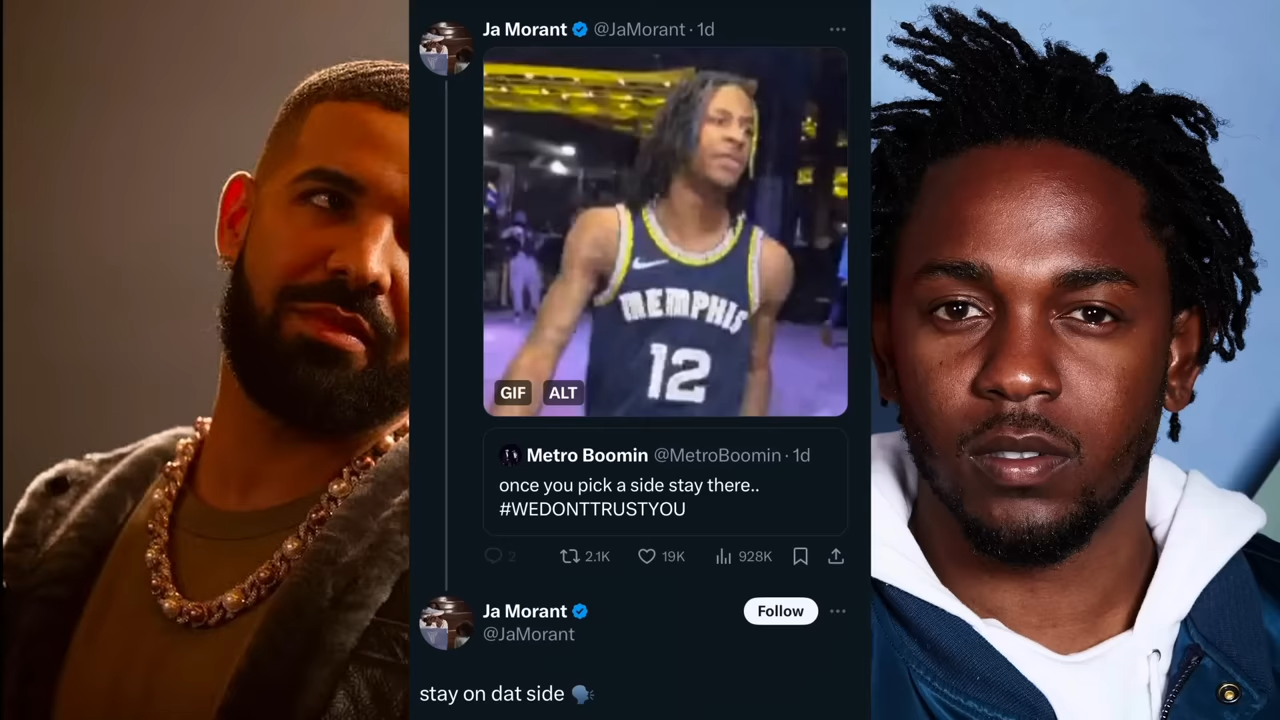 Ja Morant @JaMorant · 1d
MEMPHIS
12
GIF ALT
Metro Boomin @MetroBoomin · 1d
once you pick a side stay there..
#WEDONTTRUSTYOU
2 2.1K 19K 928K
Ja Morant
Follow
@JaMorant
stay on dat side 🗣️